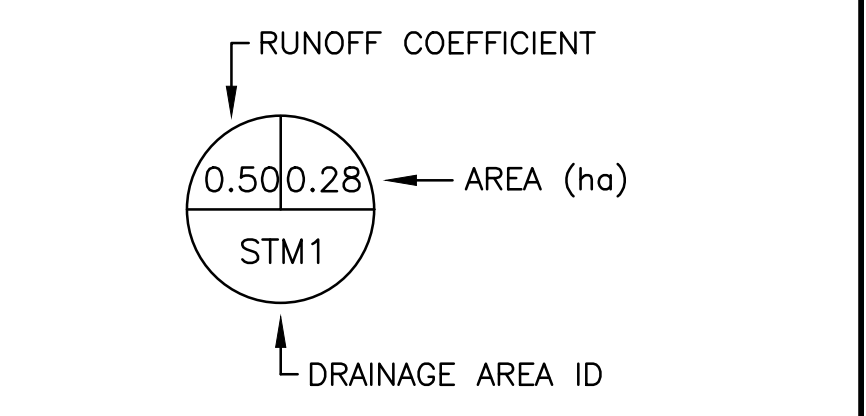 RUNOFF COEFFICIENT
0.50 0.28
AREA (ha)
STM1
DRAINAGE AREA ID